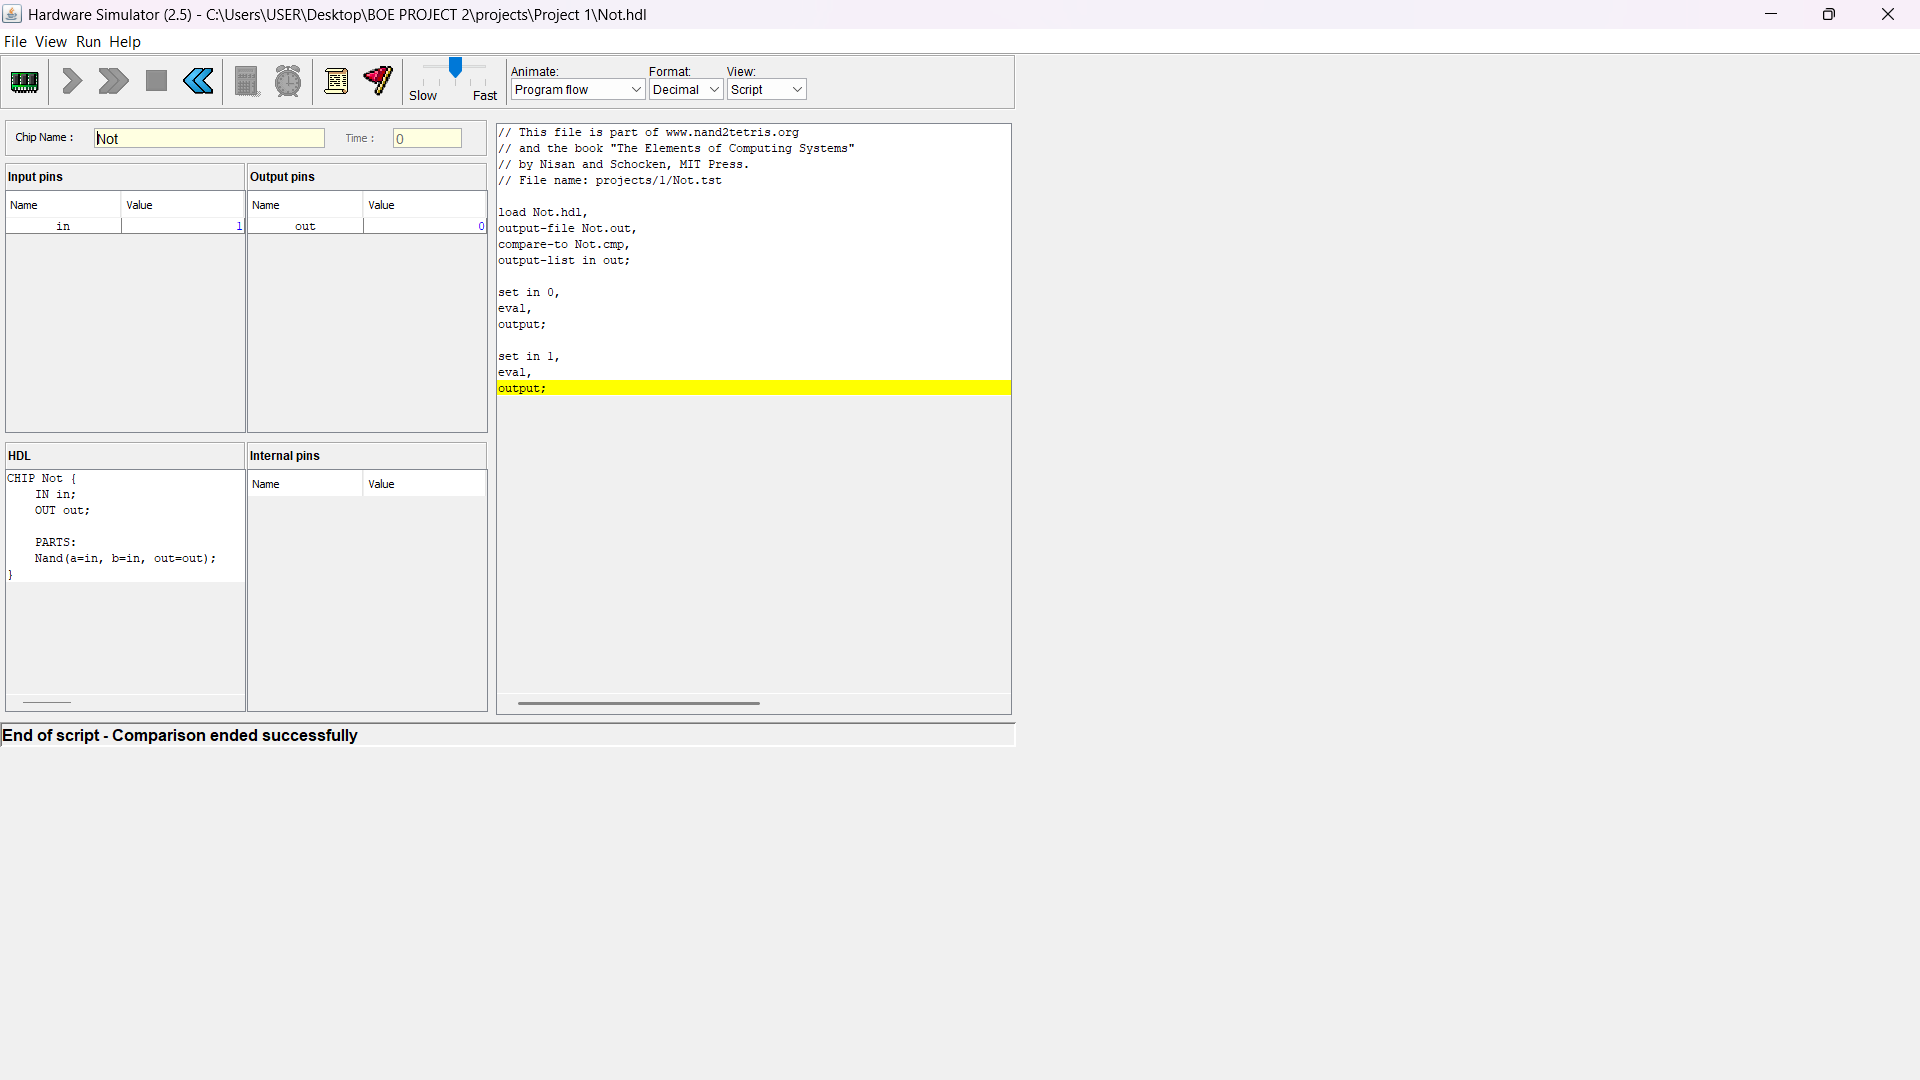 Hardware Simulator (2.5) - C:\Users\USER\Desktop\BOE PROJECT 2\projects\Project 1\Not.hdl
File View Run Help
Slow Fast
Animate: Format: View:
Program flow Decimal Script
Chip Name : Not Time : 0
Input pins
Name Value
in 1
Output pins
Name Value
out 0
HDL
CHIP Not {
    IN in;
    OUT out;

    PARTS:
    Nand(a=in, b=in, out=out);
}
Internal pins
Name Value
// This file is part of www.nand2tetris.org
// and the book "The Elements of Computing Systems"
// by Nisan and Schocken, MIT Press.
// File name: projects/1/Not.tst

load Not.hdl,
output-file Not.out,
compare-to Not.cmp,
output-list in out;

set in 0,
eval,
output;

set in 1,
eval,
output;
End of script - Comparison ended successfully